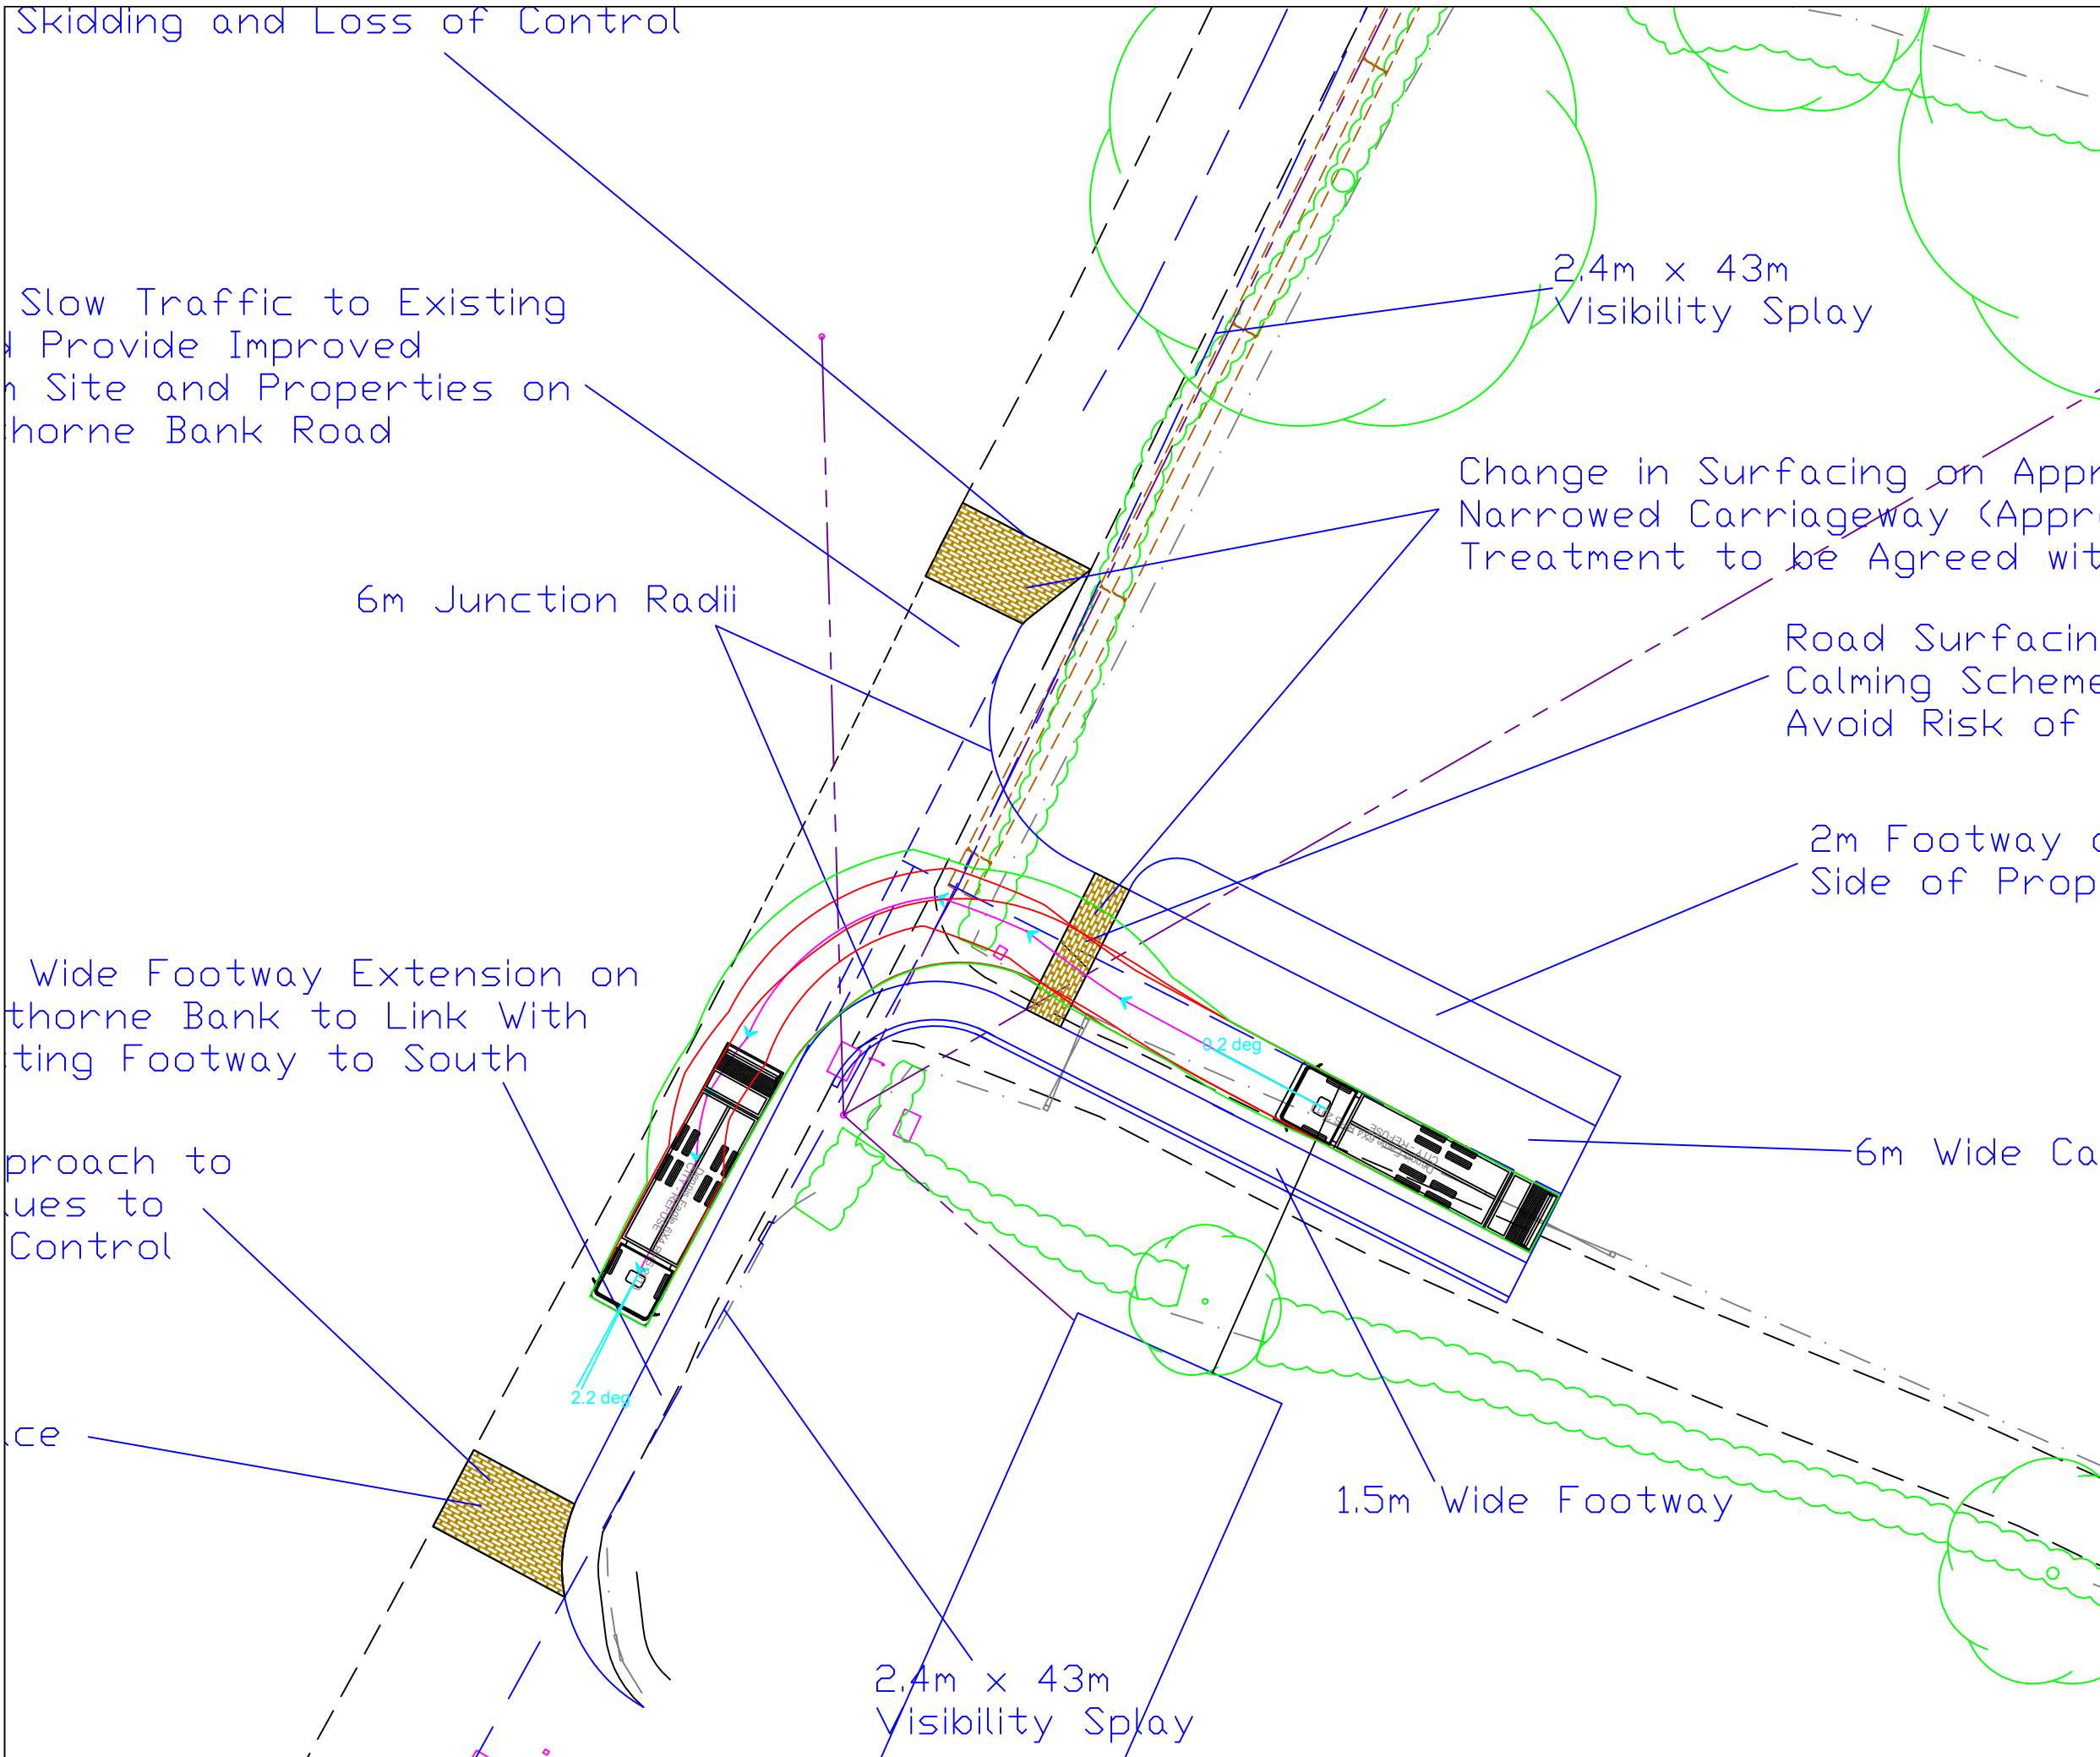 Skidding and Loss of Control
Slow Traffic to Existing
Provide Improved
Site and Properties on
horne Bank Road
2.4m x 43m
Visibility Splay
Change in Surfacing on Appr
Narrowed Carriageway (Appr
Treatment to be Agreed wit
6m Junction Radii
Road Surfacin
Calming Scheme
Avoid Risk of
2m Footway
Side of Prop
Wide Footway Extension on
thorne Bank to Link With
ting Footway to South
0.2 deg
proach to
ues to
Control
6m Wide Ca
CITY - REFUSE
CITY - REFUSE
2.2 deg
ce
1.5m Wide Footway
2.4m x 43m
Visibility Splay